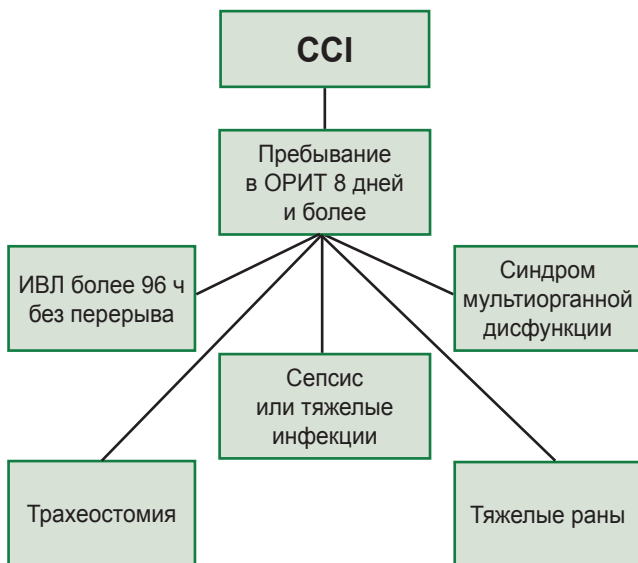 CCI
Пребывание
в ОРИТ 8 дней
и более
ИВЛ более 96 ч
без перерыва
Синдром
мультиорганной
дисфункции
Сепсис
или тяжелые
инфекции
Трахеостомия
Тяжелые раны